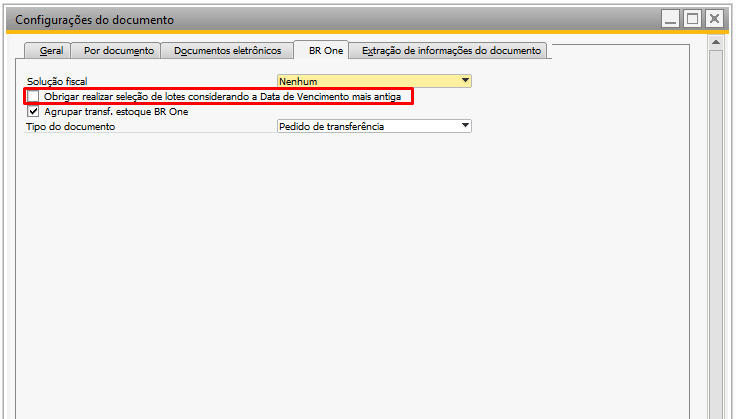 Configurações do documento
Geral Por documento Documentos eletrônicos BR One Extração de informações do documento
Solução fiscal Nenhum
Obrigar realizar seleção de lotes considerando a Data de Vencimento mais antiga
Agrupar transf. estoque BR One
Tipo do documento Pedido de transferência